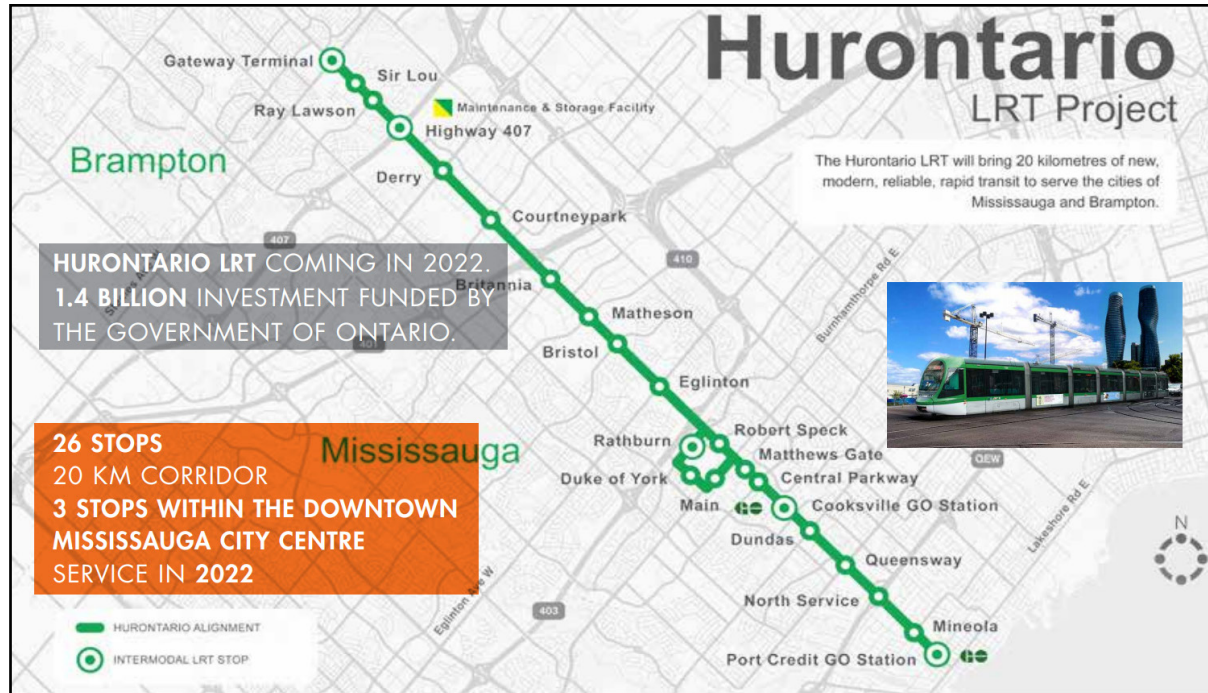 Hurontario
LRT Project
The Hurontario LRT will bring 20 kilometres of new,
modern, reliable, rapid transit to serve the cities of
Mississauga and Brampton.
Gateway Terminal
Sir Lou
Ray Lawson
Maintenance & Storage Facility
Highway 407
Brampton
Derry
Courtneypark
407
410
HURONTARIO LRT COMING IN 2022.
1.4 BILLION INVESTMENT FUNDED BY
THE GOVERNMENT OF ONTARIO.
Britannia
Burnhamthorpe Rd E
Matheson
401
Bristol
Eglinton
26 STOPS
20 KM CORRIDOR
3 STOPS WITHIN THE DOWNTOWN
MISSISSAUGA CITY CENTRE
SERVICE IN 2022
Mississauga
Rathburn
Robert Speck
Matthews Gate
QEW
Duke of York
Central Parkway
Main
GO
Cooksville GO Station
Lakeshore Rd E
Dundas
N
Queensway
Eglinton Ave W
403
North Service
HURONTARIO ALIGNMENT
Mineola
INTERMODAL LRT STOP
Port Credit GO Station
GO